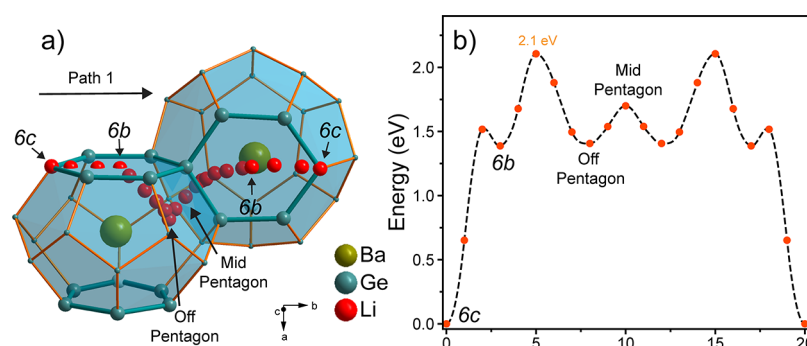 a)
Path 1
6c
6b
6c
6b
Mid
Pentagon
Off
Pentagon
Ba
Ge
Li
c
b
a
b)
2.1 eV
Mid
Pentagon
6b
Off
Pentagon
6c
Energy (eV)
2.0
1.5
1.0
0.5
0.0
0
5
10
15
20